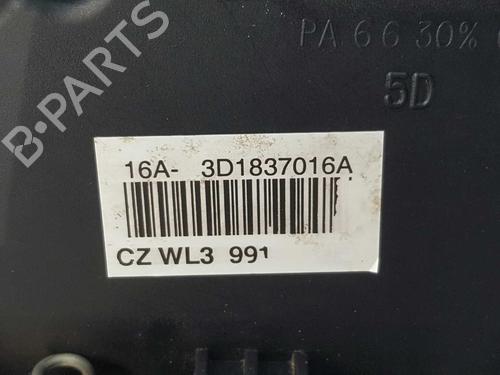 PA 6 6 30%
5D
B-PARTS
16A- 3D1837016A
CZ WL3 991